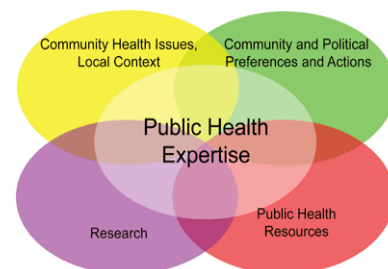 Community Health Issues,
Local Context
Community and Political
Preferences and Actions
Public Health
Expertise
Research
Public Health
Resources